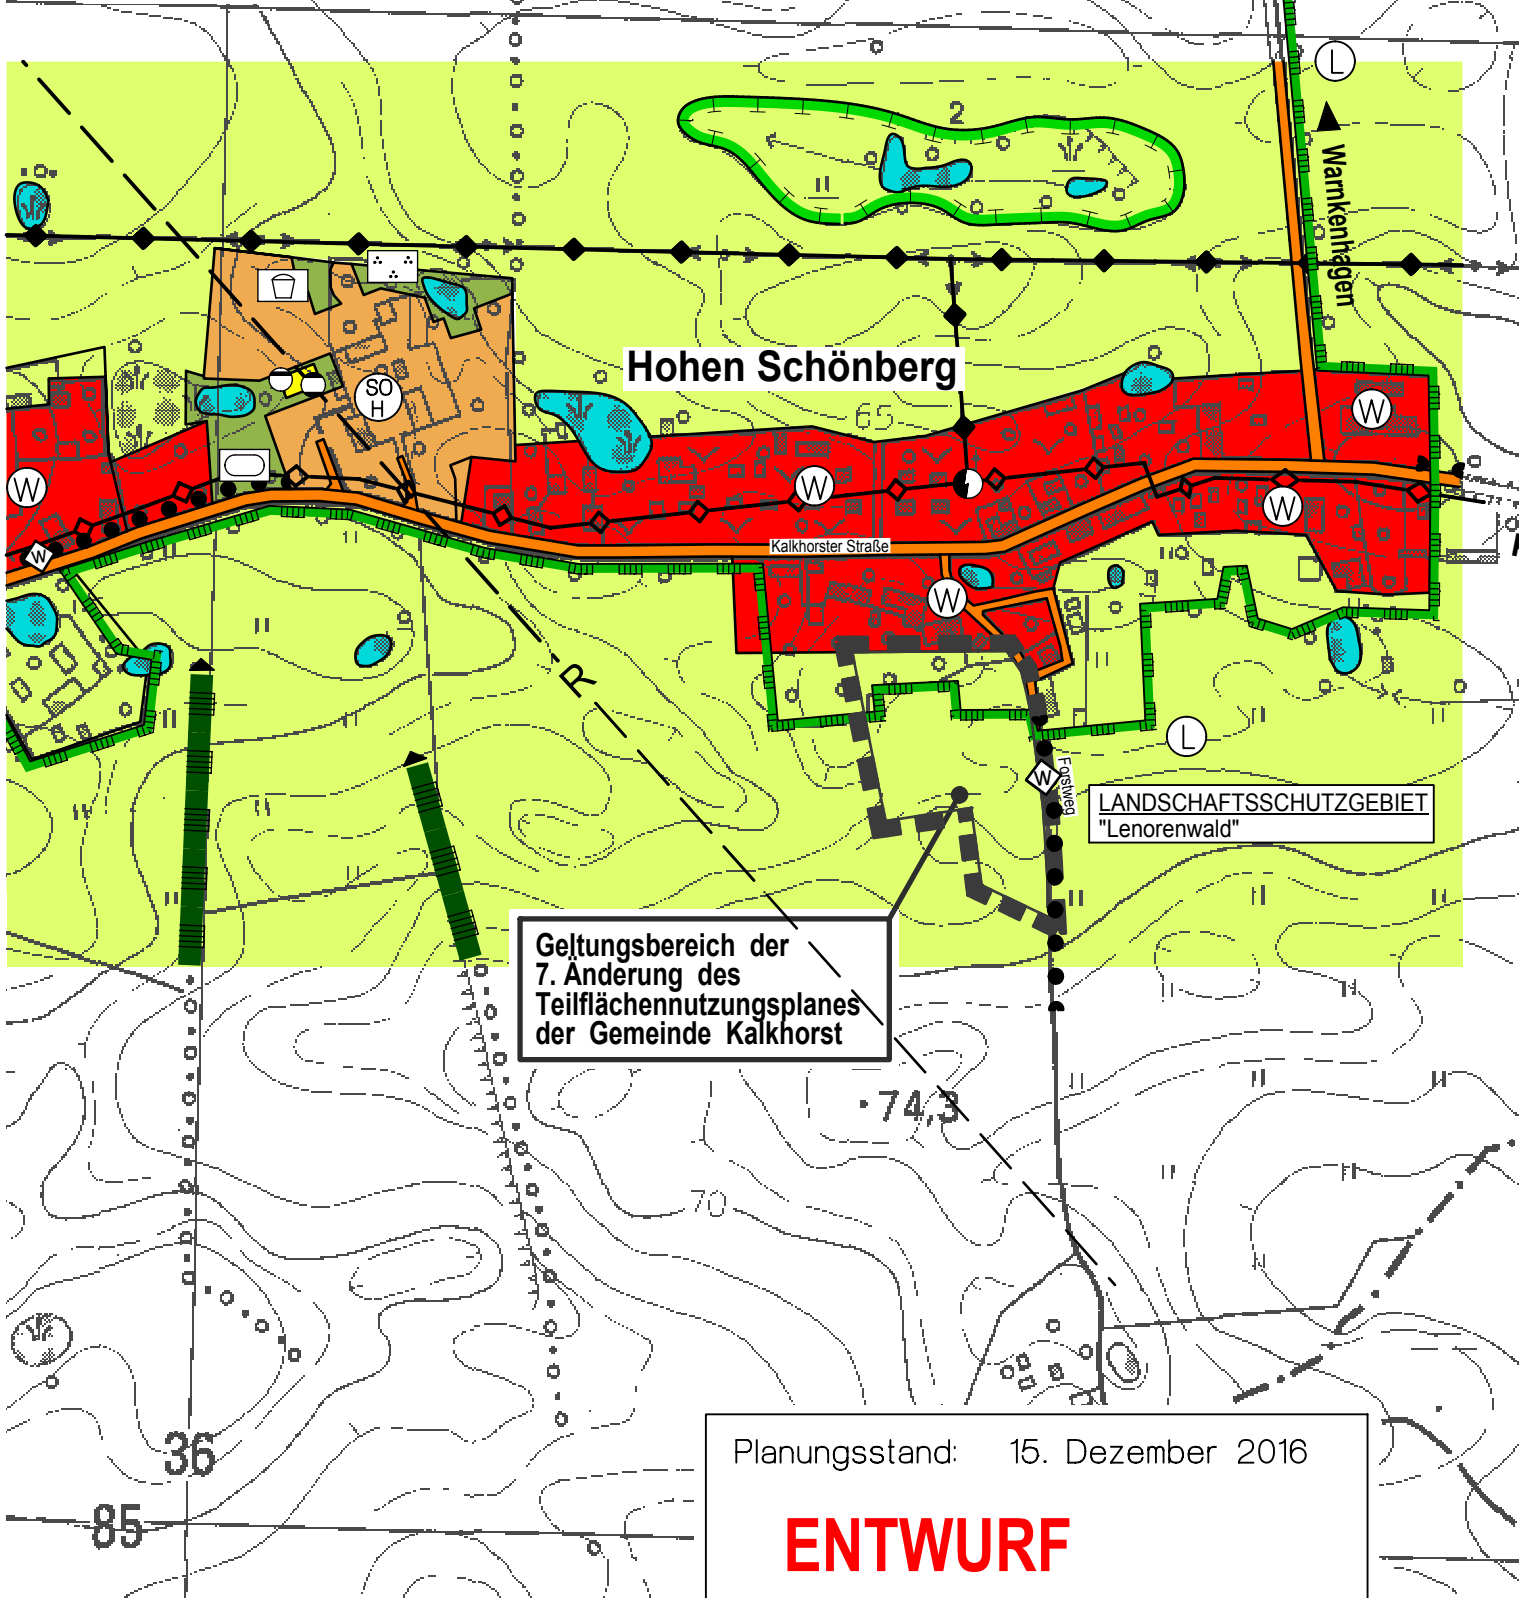 L
2
Warnkenhagen
Hohen Schönberg
SO
H
65
W
W
W
W
W
Kalkhorster Straße
W
R
L
W
Forstweg
LANDSCHAFTSSCHUTZGEBIET
"Lenorenwald"
Geltungsbereich der
7. Änderung des
Teilflächennutzungsplanes
der Gemeinde Kalkhorst
74,3
70
36
85
Planungsstand: 15. Dezember 2016
ENTWURF